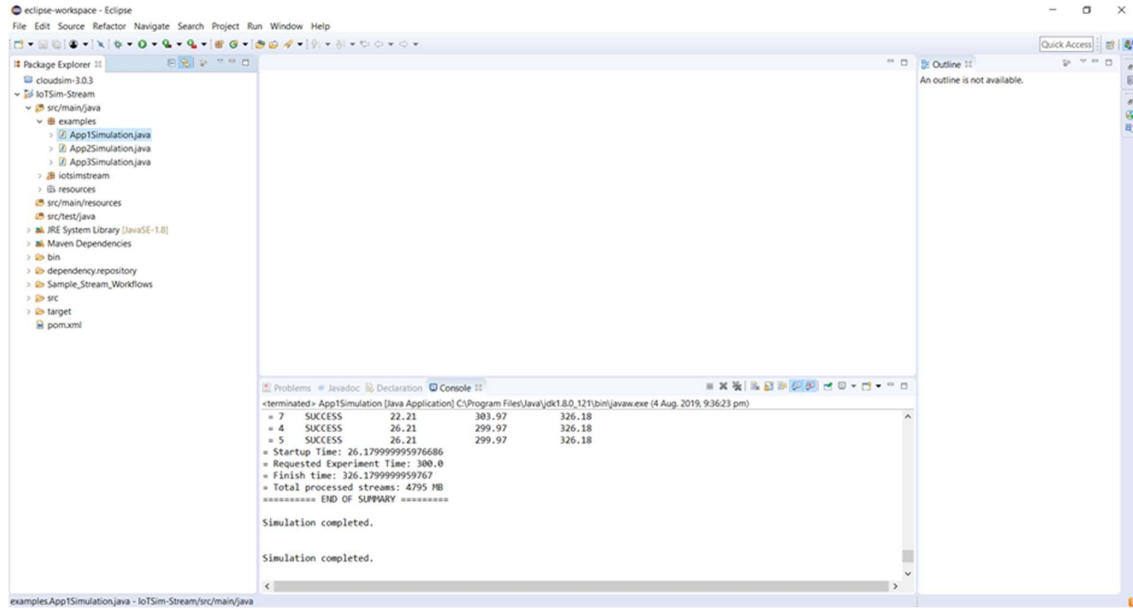 eclipse-workspace - Eclipse
File Edit Source Refactor Navigate Search Project Run Window Help
Quick Access
Package Explorer
cloudsim-3.0.3
IoTSim-Stream
src/main/java
examples
App1Simulation.java
App2Simulation.java
App3Simulation.java
iotsimstream
resources
src/main/resources
src/test/java
JRE System Library [JavaSE-1.8]
Maven Dependencies
bin
dependency.repository
Sample_Stream_Workflows
src
target
pom.xml
Outline
An outline is not available.
Problems Javadoc Declaration Console
<terminated> App1Simulation [Java Application] C:\Program Files\Java\jdk1.8.0_121\bin\javaw.exe (4 Aug. 2019, 9:36:23 pm)
= 7 SUCCESS 22.21 303.97 326.18
= 4 SUCCESS 26.21 299.97 326.18
= 5 SUCCESS 26.21 299.97 326.18
= Startup Time: 26.179999995976686
= Requested Experiment Time: 300.0
= Finish time: 326.1799999959767
= Total processed streams: 4795 MB
========== END OF SUMMARY =========
Simulation completed.
Simulation completed.
examples.App1Simulation.java - IoTSim-Stream/src/main/java